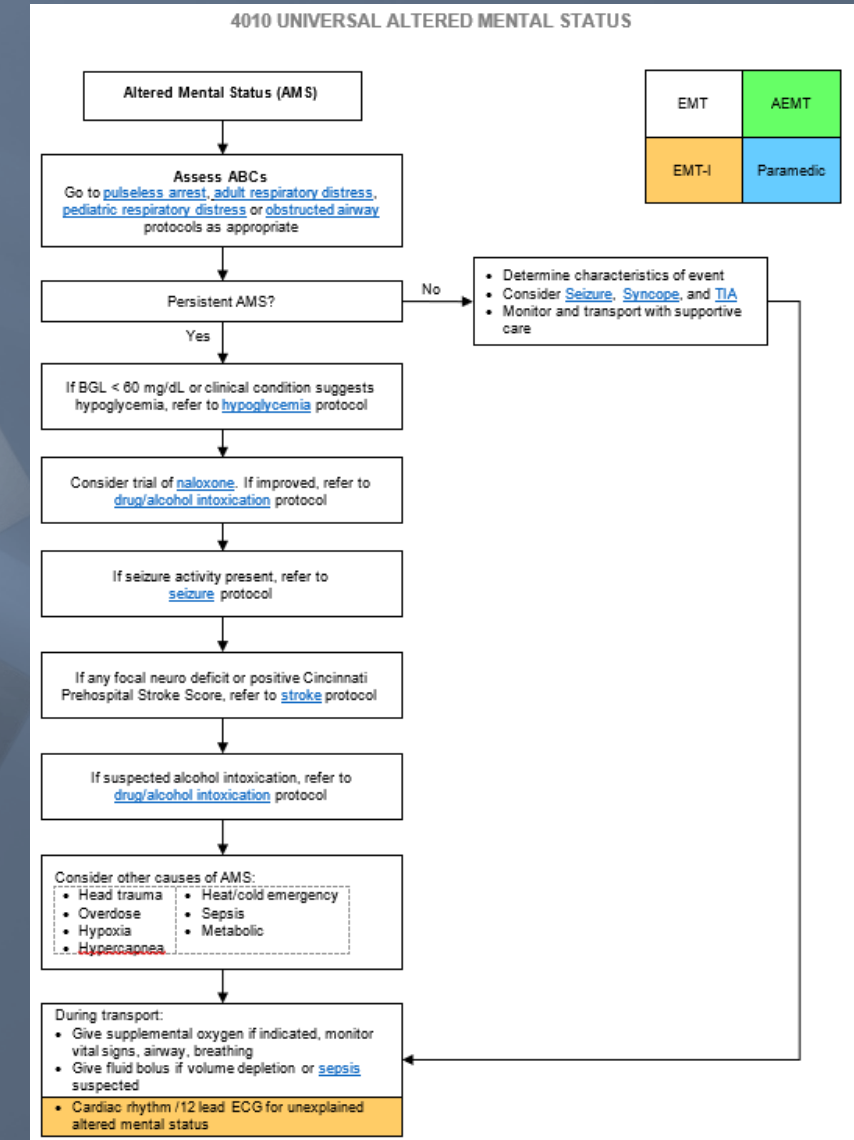 4010 UNIVERSAL ALTERED MENTAL STATUS
Altered Mental Status (AMS)
EMT
AEMT
EMT-I
Paramedic
Assess ABCs
Go to pulseless arrest, adult respiratory distress,
pediatric respiratory distress or obstructed airway
protocols as appropriate
Persistent AMS?
No
• Determine characteristics of event
• Consider Seizure, Syncope, and TIA
• Monitor and transport with supportive
care
Yes
If BGL < 60 mg/dL or clinical condition suggests
hypoglycemia, refer to hypoglycemia protocol
Consider trial of naloxone. If improved, refer to
drug/alcohol intoxication protocol
If seizure activity present, refer to
seizure protocol
If any focal neuro deficit or positive Cincinnati
Prehospital Stroke Score, refer to stroke protocol
If suspected alcohol intoxication, refer to
drug/alcohol intoxication protocol
Consider other causes of AMS:
• Head trauma
• Overdose
• Hypoxia
• Hypercapnea
• Heat/cold emergency
• Sepsis
• Metabolic
During transport:
• Give supplemental oxygen if indicated, monitor
vital signs, airway, breathing
• Give fluid bolus if volume depletion or sepsis
suspected
• Cardiac rhythm /12 lead ECG for unexplained
altered mental status